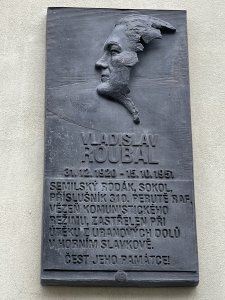 VLADISLAV
ROUBAL
31.12.1920 - 15.10.1951
SEMILSKÝ RODÁK, SOKOL,
PŘÍSLUŠNÍK 310. PERUTĚ RAF,
VĚZEŇ KOMUNISTICKÉHO
REŽIMU, ZASTŘELEN PŘI
ÚTĚKU Z URANOVÝCH DOLŮ
V HORNÍM SLAVKOVĚ.
ČEST JEHO PAMÁTCE!